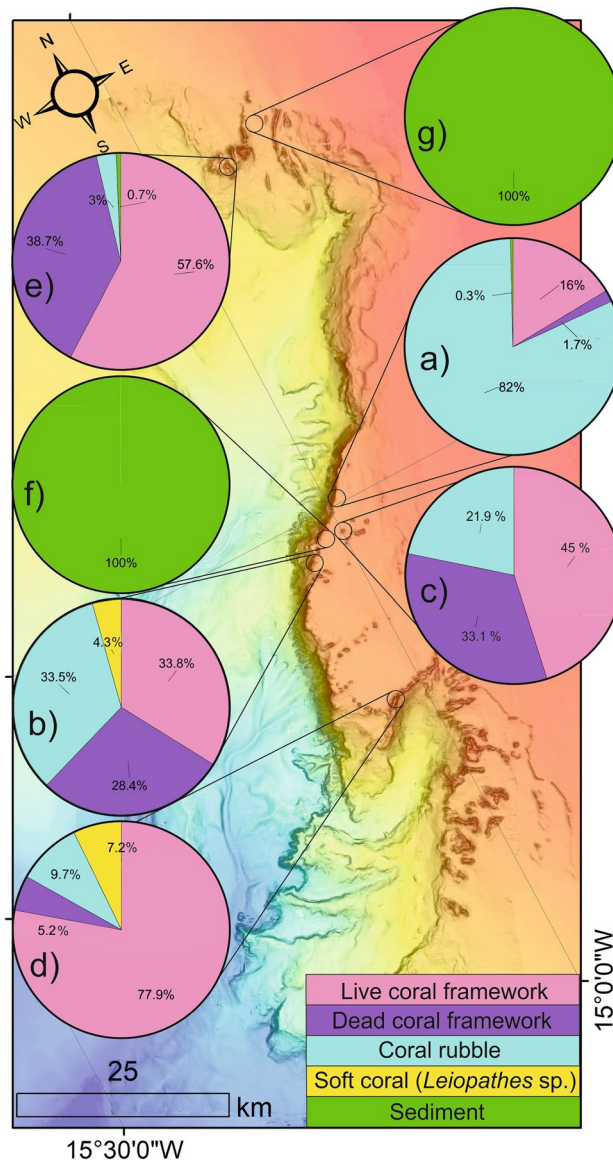 N
E
W
S
g)
100%
e)
3%
0.7%
38.7%
57.6%
a)
0.3%
16%
1.7%
82%
f)
100%
c)
21.9 %
45 %
33.1 %
b)
4.3%
33.5%
33.8%
28.4%
d)
7.2%
9.7%
5.2%
77.9%
Live coral framework
Dead coral framework
Coral rubble
Soft coral (Leiopathes sp.)
Sediment
25
km
15°30'0"W
15°0'0"W